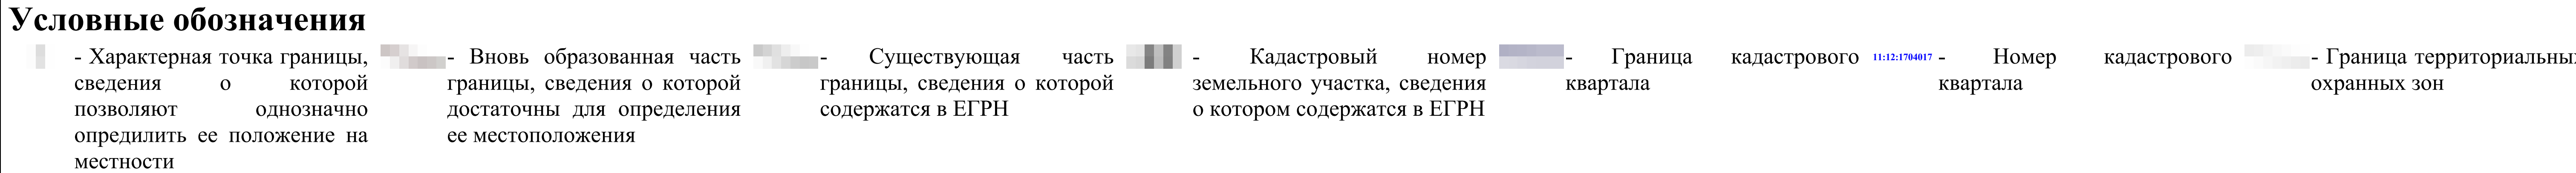 Условные обозначения
- Характерная точка границы,
сведения о которой
позволяют однозначно
опредилить ее положение на
местности
- Вновь образованная часть
границы, сведения о которой
достаточны для определения
ее местоположения
- Существующая часть
границы, сведения о которой
содержатся в ЕГРН
- Кадастровый номер
земельного участка, сведения
о котором содержатся в ЕГРН
- Граница кадастрового
квартала
11:12:1704017
- Номер кадастрового
квартала
- Граница территориальных
охранных зон